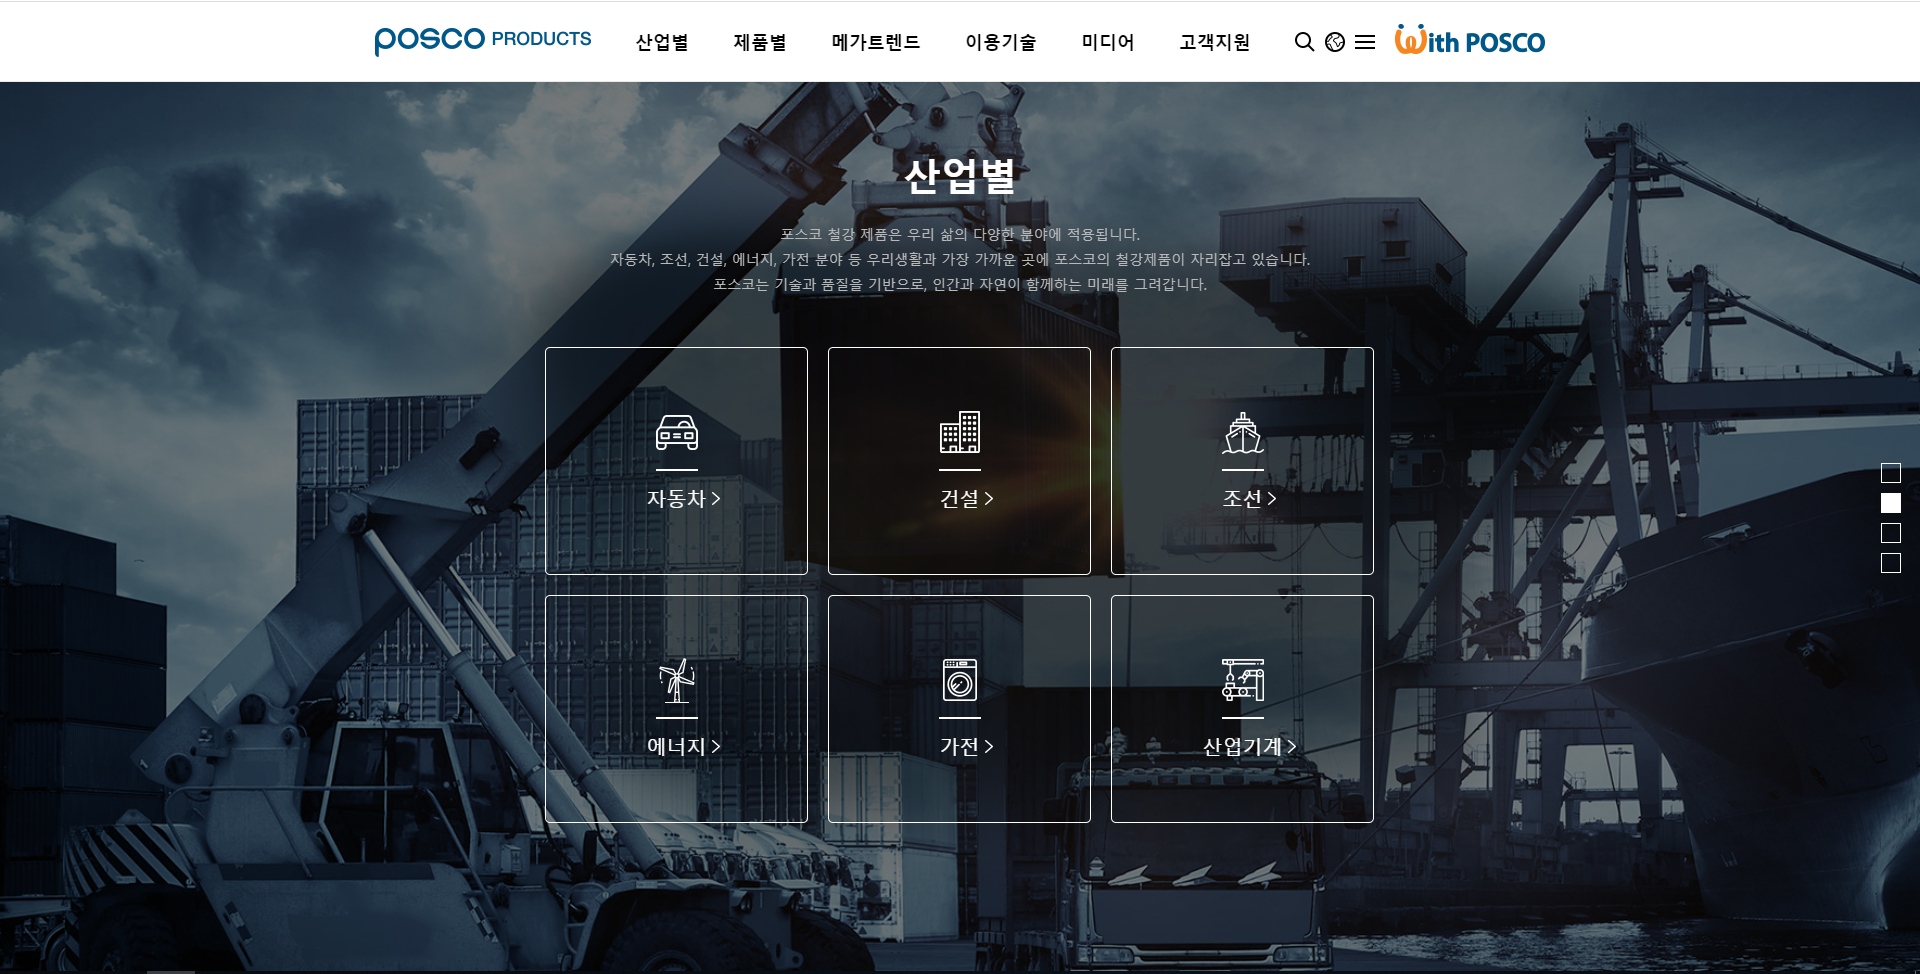 posco PRODUCTS
산업별
제품별
메가트렌드
이용기술
미디어
고객지원
With POSCO
산업별
포스코 철강 제품은 우리 삶의 다양한 분야에 적용됩니다.
자동차, 조선, 건설, 에너지, 가전 분야 등 우리생활과 가장 가까운 곳에 포스코의 철강제품이 자리잡고 있습니다.
포스코는 기술과 품질을 기반으로, 인간과 자연이 함께하는 미래를 그려갑니다.
자동차 >
건설 >
조선 >
에너지 >
가전 >
산업기계 >